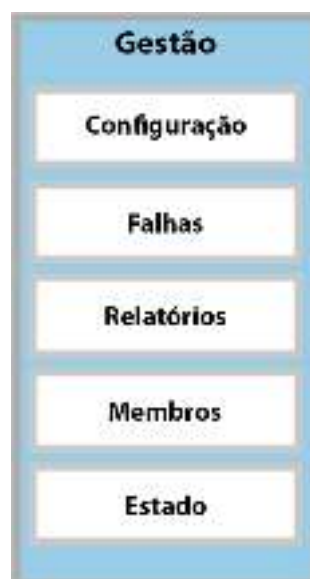 Gestão
Configuração
Falhas
Relatórios
Membros
Estado